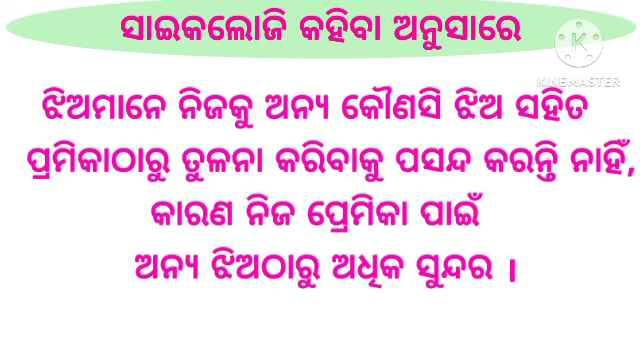 ସାଇକଲୋଜି କହିବା ଅନୁସାରେ
KINEMASTER
ଝିଅମାନେ ନିଜକୁ ଅନ୍ୟ କୌଣସି ଝିଅ ସହିତ
ପ୍ରମିକାଠାରୁ ତୁଳନା କରିବାକୁ ପସନ୍ଦ କରନ୍ତି ନାହିଁ,
କାରଣ ନିଜ ପ୍ରେମିକା ପାଇଁ
ଅନ୍ୟ ଝିଅଠାରୁ ଅଧିକ ସୁନ୍ଦର ।